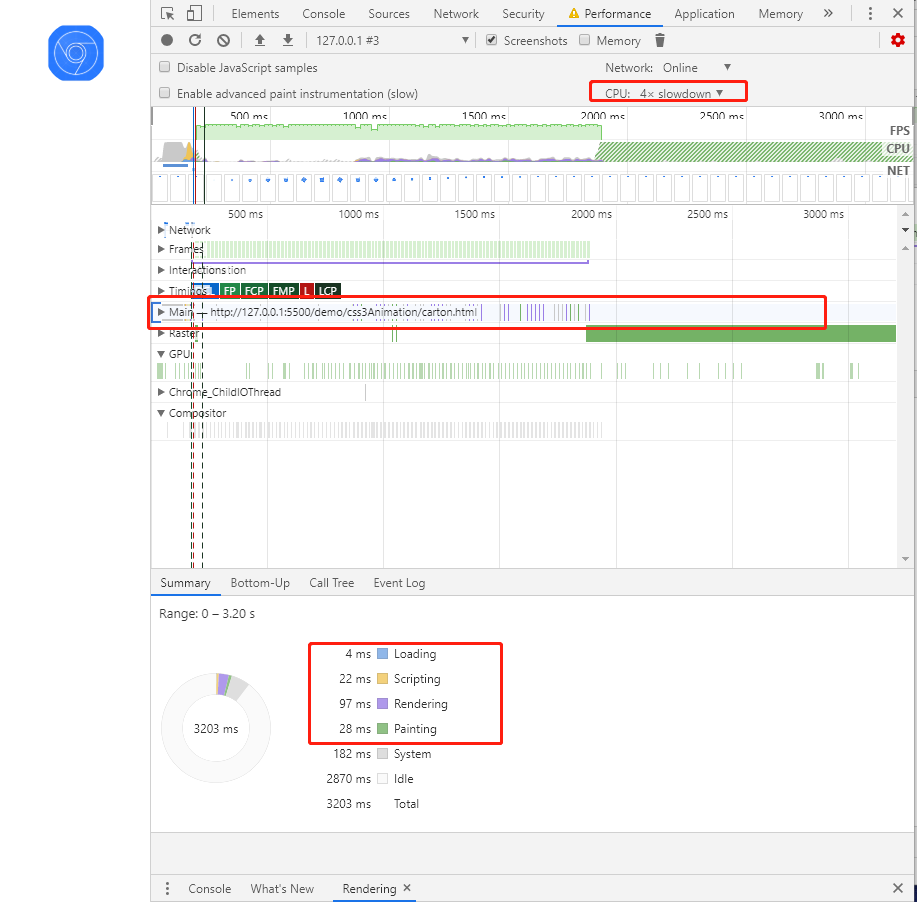 Elements Console Sources Network Security Performance Application Memory »
127.0.0.1 #3 Screenshots Memory
Disable JavaScript samples Network: Online
Enable advanced paint instrumentation (slow) CPU: 4× slowdown
500 ms 1000 ms 1500 ms 2000 ms 2500 ms 3000 ms
FPS
CPU
NET
500 ms 1000 ms 1500 ms 2000 ms 2500 ms 3000 ms
Network
Frames
Interactions
Timings FP FCP FMP L LCP
Main — http://127.0.0.1:5500/demo/css3Animation/carton.html
Raster
GPU
Chrome_ChildIOThread
Compositor
Summary Bottom-Up Call Tree Event Log
Range: 0 – 3.20 s
3203 ms
4 ms Loading
22 ms Scripting
97 ms Rendering
28 ms Painting
182 ms System
2870 ms Idle
3203 ms Total
Console What's New Rendering ×